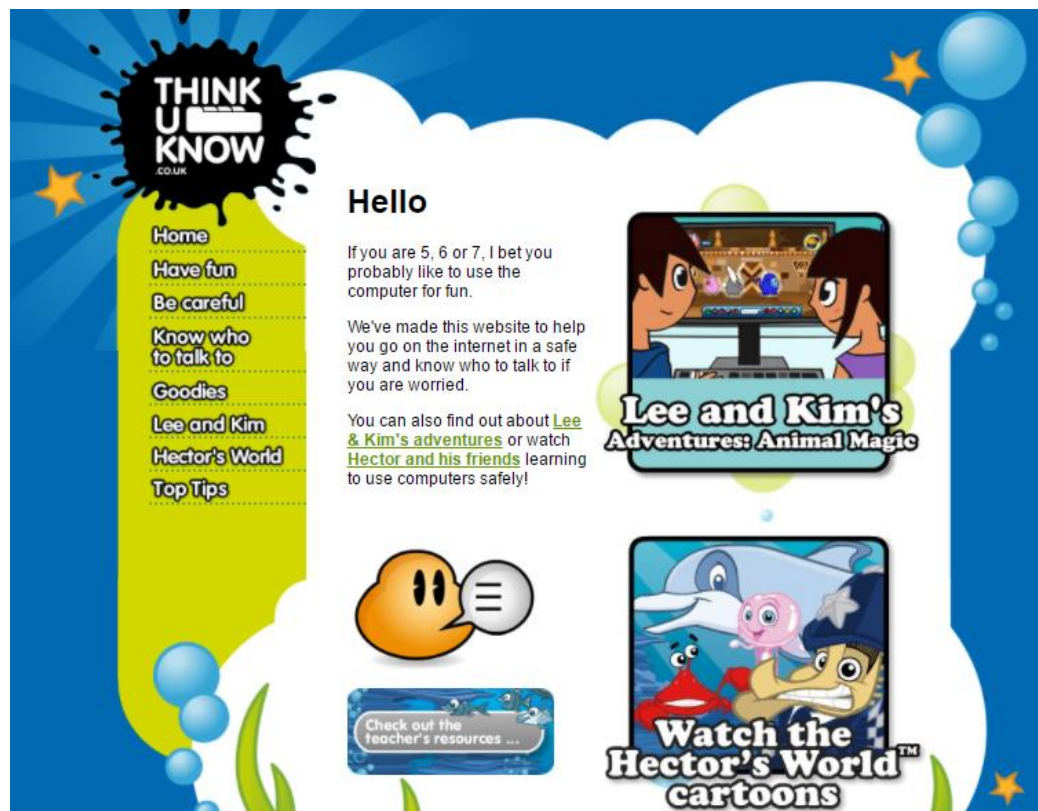 THINK
U
KNOW
.CO.UK
Home
Have fun
Be careful
Know who
to talk to
Goodies
Lee and Kim
Hector's World
Top Tips
Hello
If you are 5, 6 or 7, I bet you
probably like to use the
computer for fun.
We've made this website to help
you go on the internet in a safe
way and know who to talk to if
you are worried.
You can also find out about Lee
& Kim's adventures or watch
Hector and his friends learning
to use computers safely!
Check out the
teacher's resources ...
Lee and Kim's
Adventures: Animal Magic
Watch the
Hector's World™
cartoons